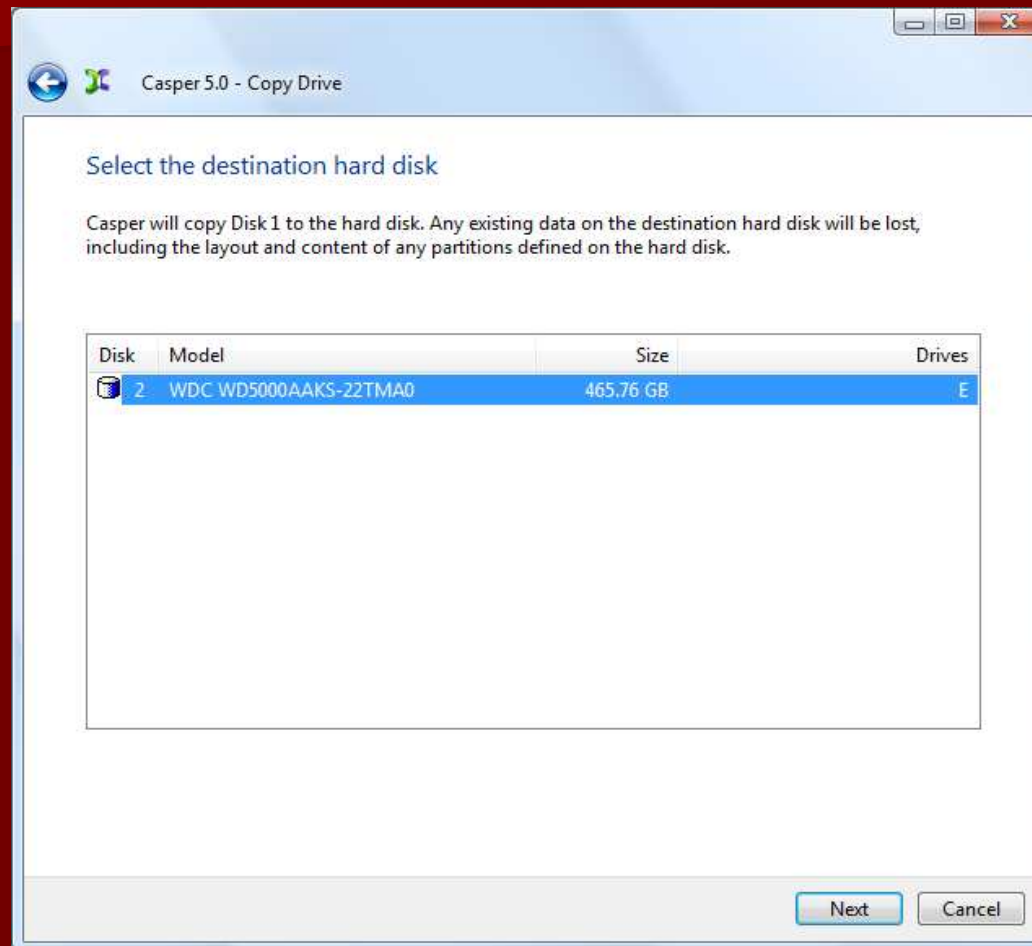 Casper 5.0 - Copy Drive
Select the destination hard disk
Casper will copy Disk 1 to the hard disk. Any existing data on the destination hard disk will be lost,
including the layout and content of any partitions defined on the hard disk.
Disk Model Size Drives
2 WDC WD5000AAKS-22TMA0 465.76 GB E
Next Cancel